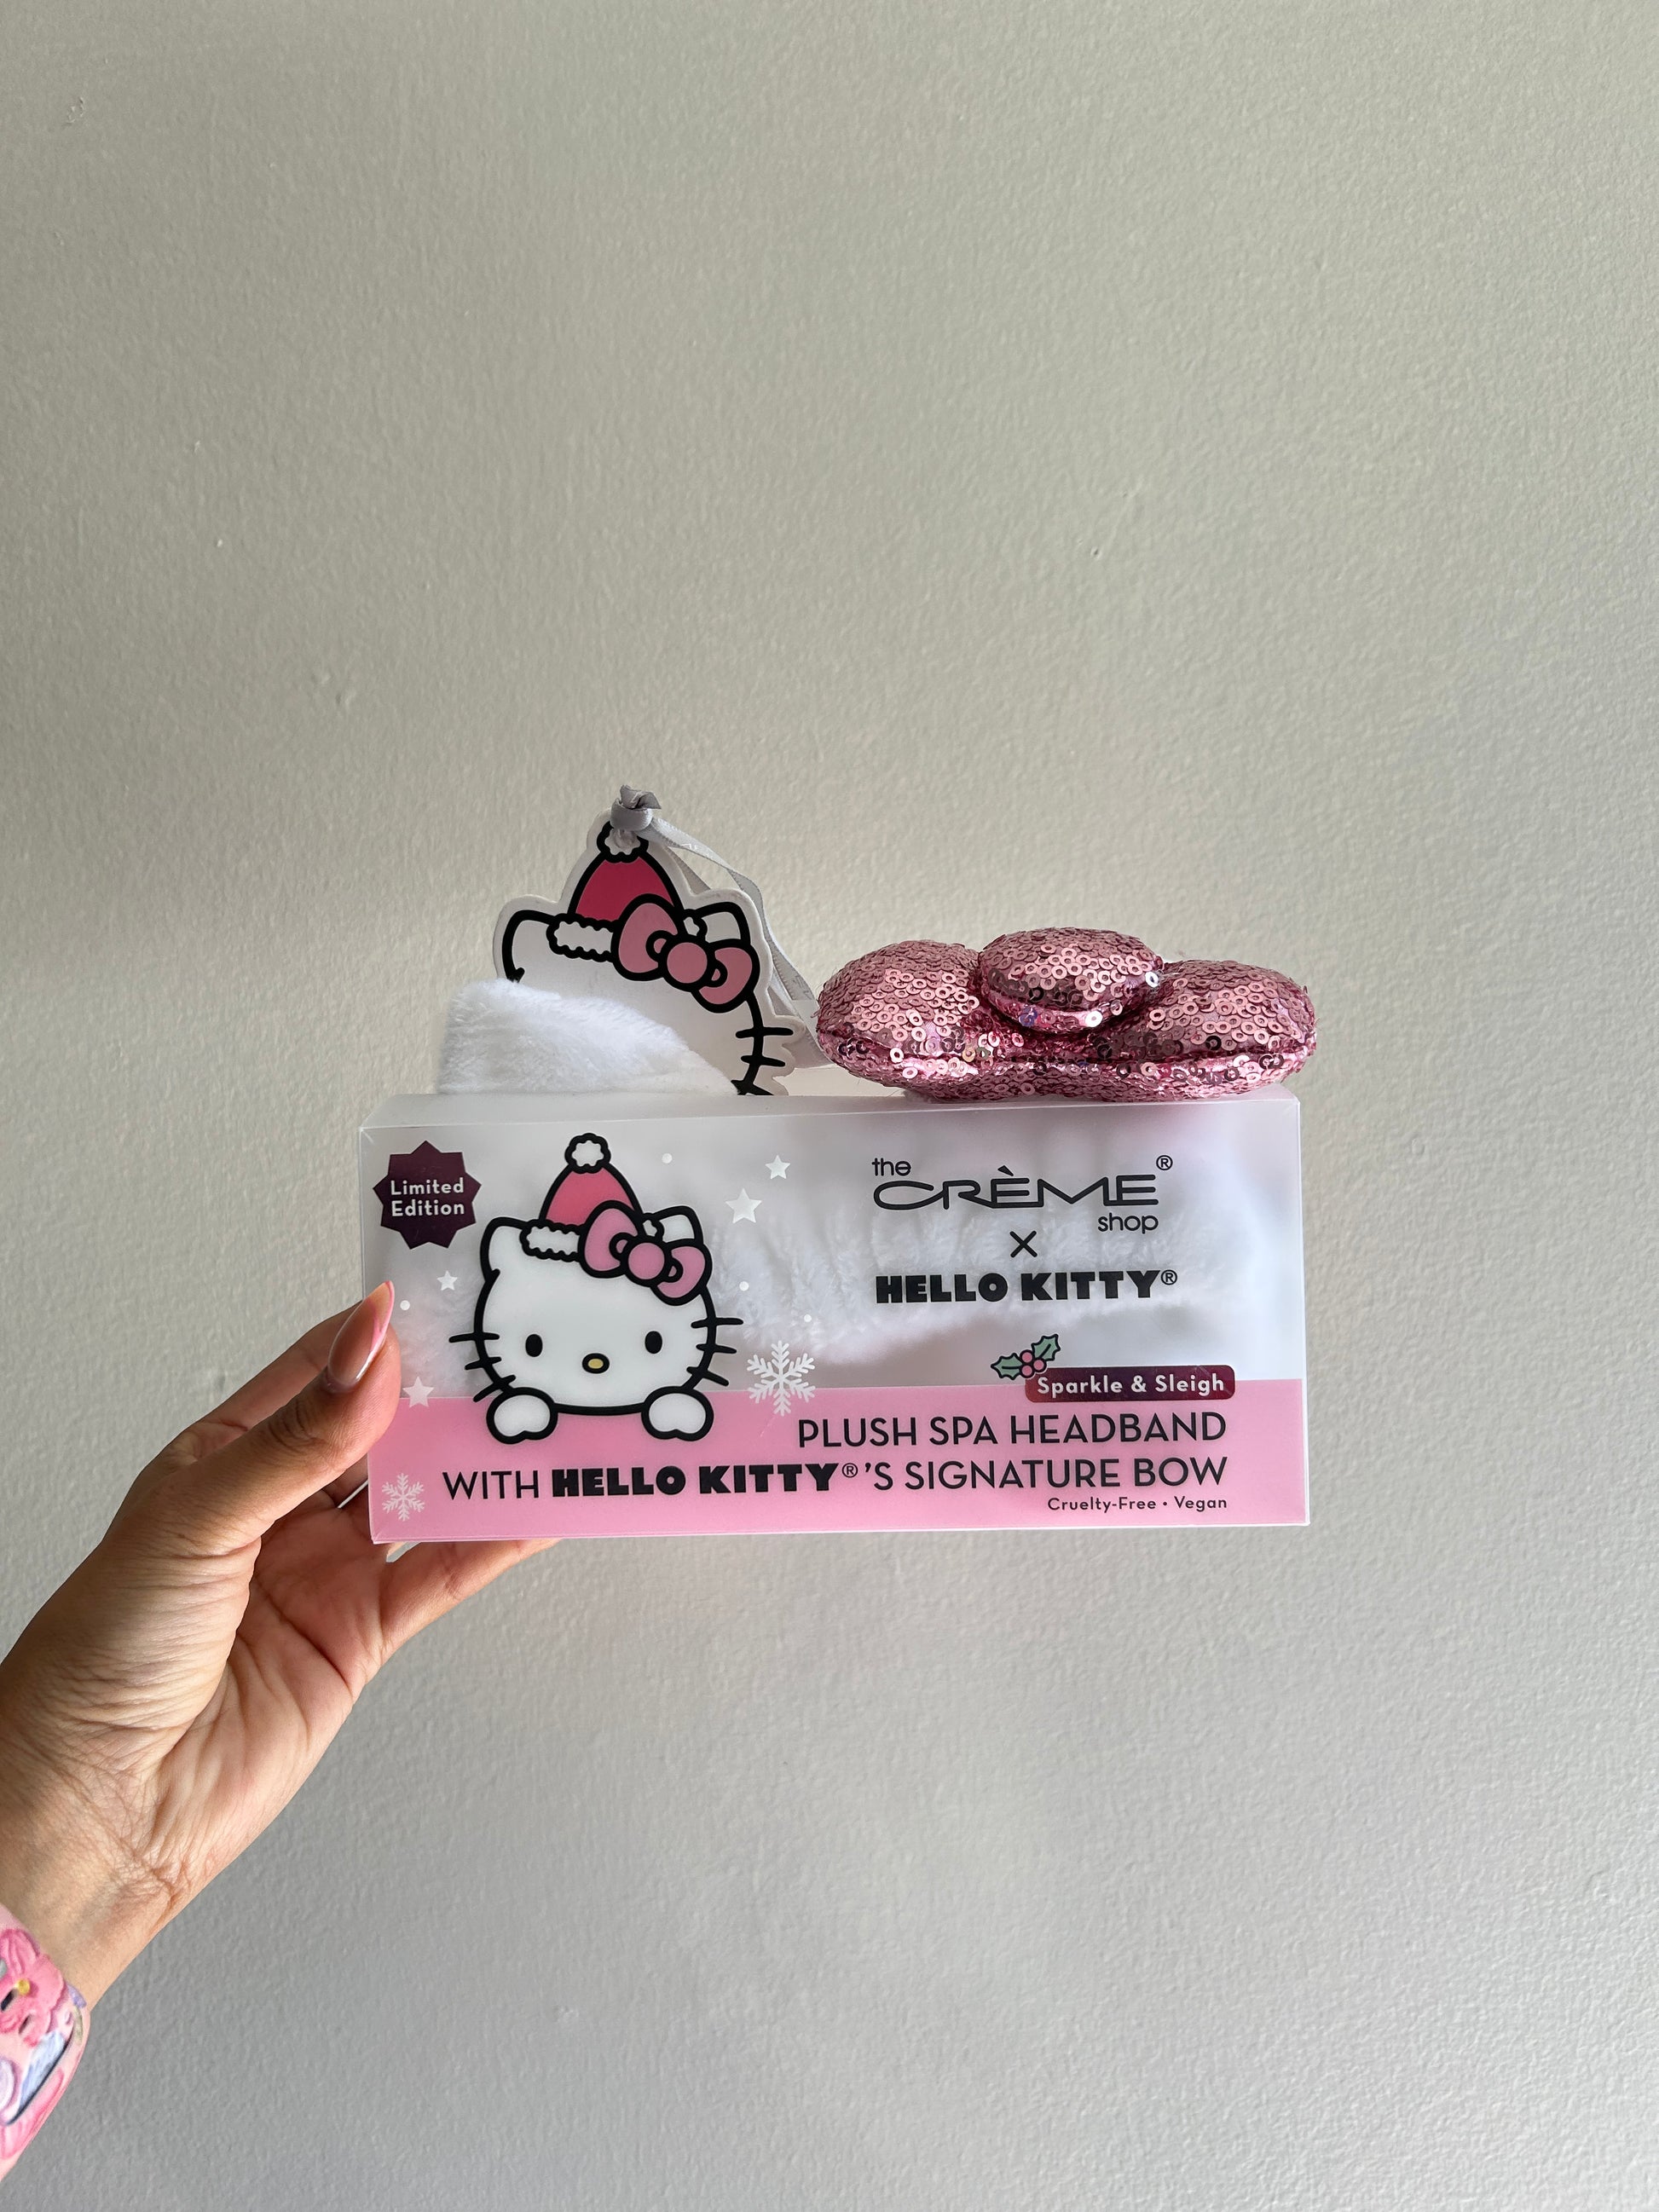 Limited
Edition
the
CRÈME®
shop
×
HELLO KITTY®
Sparkle & Sleigh
PLUSH SPA HEADBAND
WITH HELLO KITTY®'S SIGNATURE BOW
Cruelty-Free • Vegan